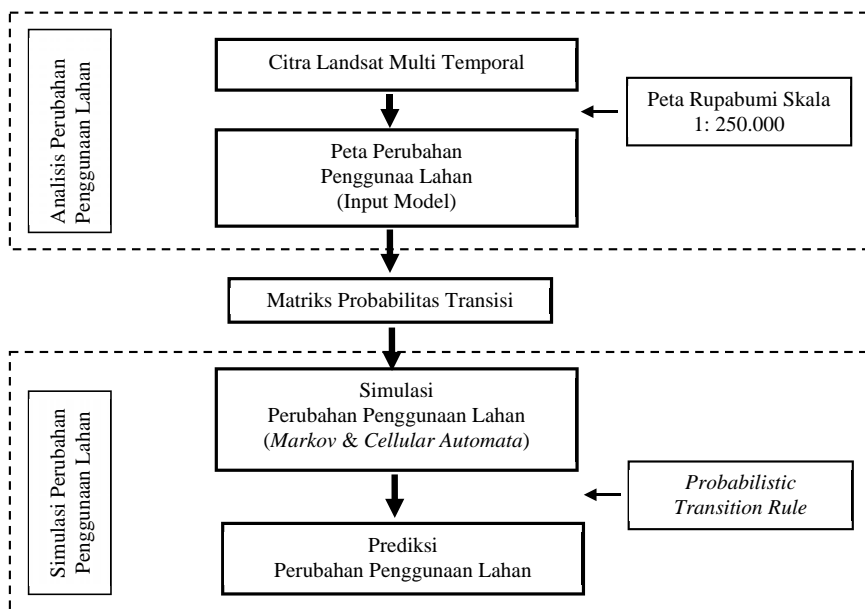 Analisis Perubahan
Penggunaan Lahan
Citra Landsat Multi Temporal
Peta Rupabumi Skala
1: 250.000
Peta Perubahan
Penggunaa Lahan
(Input Model)
Matriks Probabilitas Transisi
Simulasi Perubahan
Penggunaan Lahan
Simulasi
Perubahan Penggunaan Lahan
(Markov & Cellular Automata)
Probabilistic
Transition Rule
Prediksi
Perubahan Penggunaan Lahan